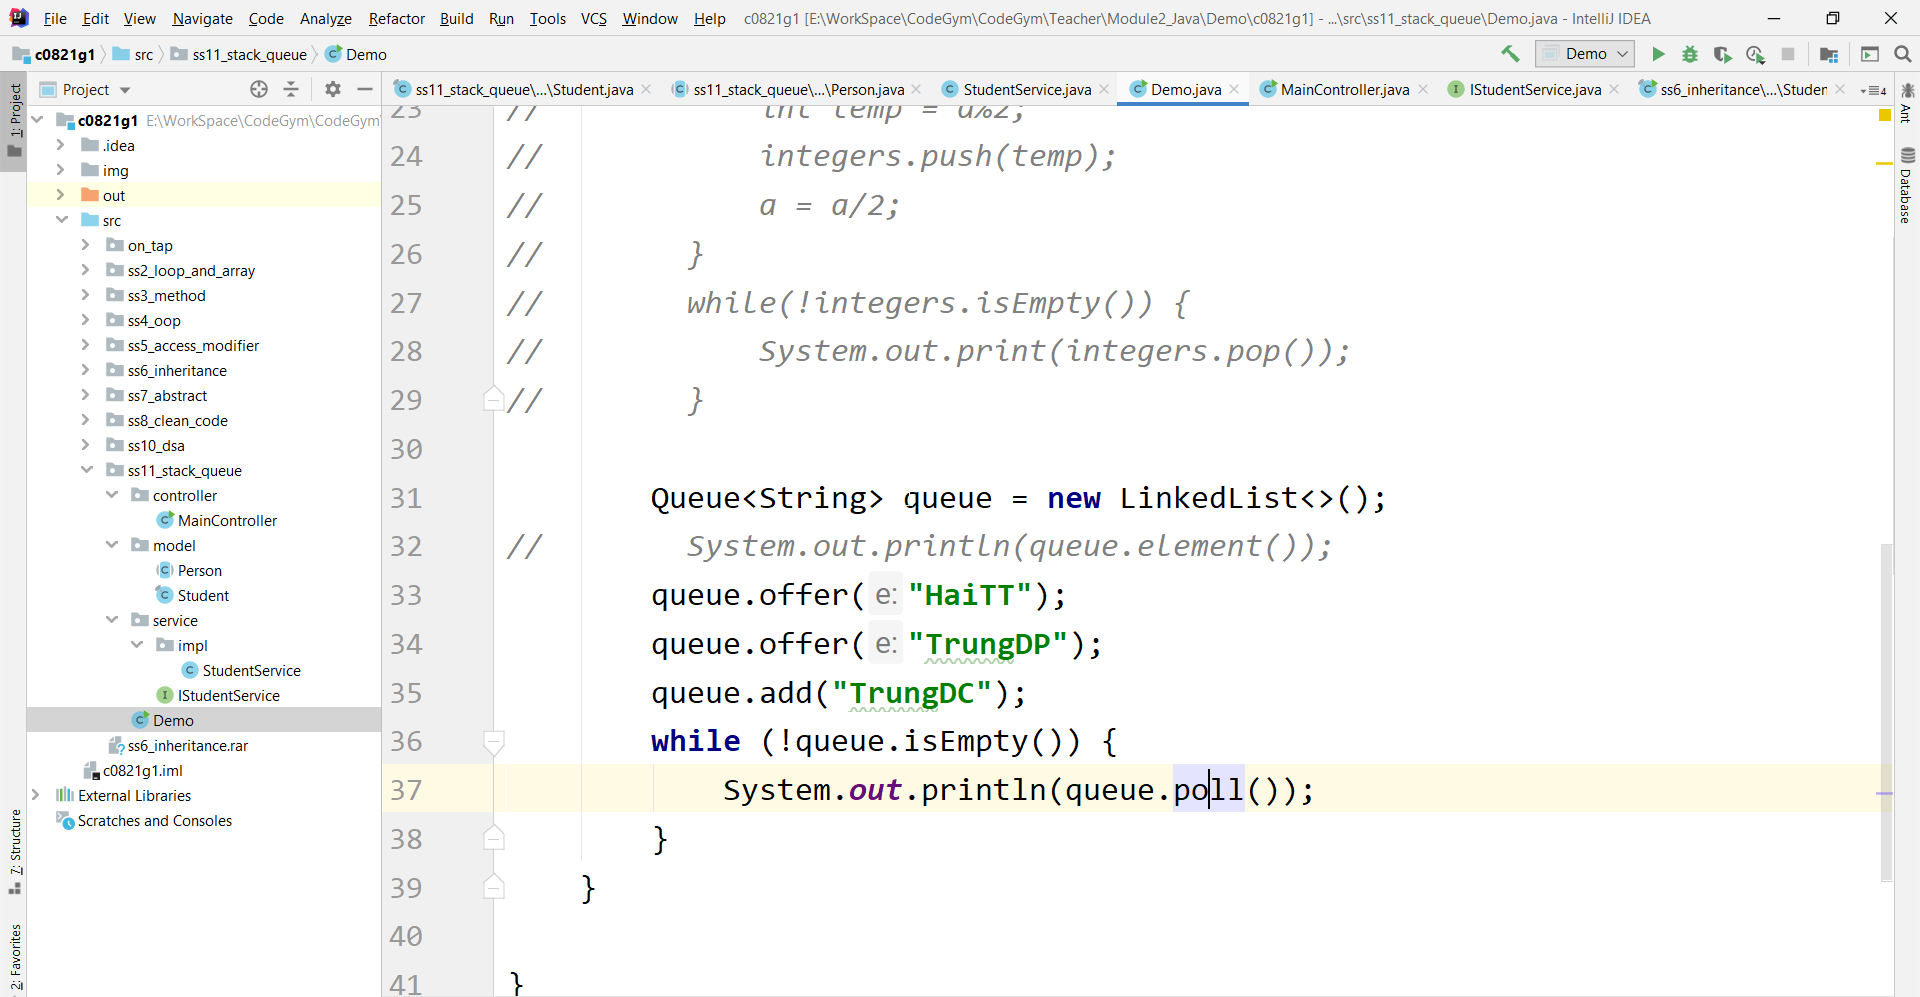 File Edit View Navigate Code Analyze Refactor Build Run Tools VCS Window Help c0821g1 [E:\WorkSpace\CodeGym\CodeGym\Teacher\Module2_Java\Demo\c0821g1] - ...\src\ss11_stack_queue\Demo.java - IntelliJ IDEA
c0821g1 src ss11_stack_queue Demo
Demo
1: Project
Project
ss11_stack_queue\...\Student.java ss11_stack_queue\...\Person.java StudentService.java Demo.java MainController.java IStudentService.java ss6_inheritance\...\Studen
4
Ant
Database
c0821g1 E:\WorkSpace\CodeGym\CodeGym
.idea
img
out
src
on_tap
ss2_loop_and_array
ss3_method
ss4_oop
ss5_access_modifier
ss6_inheritance
ss7_abstract
ss8_clean_code
ss10_dsa
ss11_stack_queue
controller
MainController
model
Person
Student
service
impl
StudentService
IStudentService
Demo
ss6_inheritance.rar
c0821g1.iml
External Libraries
Scratches and Consoles
7: Structure
2: Favorites
23 // int temp = a%2;
24 // integers.push(temp);
25 // a = a/2;
26 // }
27 // while(!integers.isEmpty()) {
28 // System.out.print(integers.pop());
29 // }
30
31 Queue<String> queue = new LinkedList<>();
32 // System.out.println(queue.element());
33 queue.offer( e: "HaiTT");
34 queue.offer( e: "TrungDP");
35 queue.add("TrungDC");
36 while (!queue.isEmpty()) {
37 System.out.println(queue.poll());
38 }
39 }
40
41 }